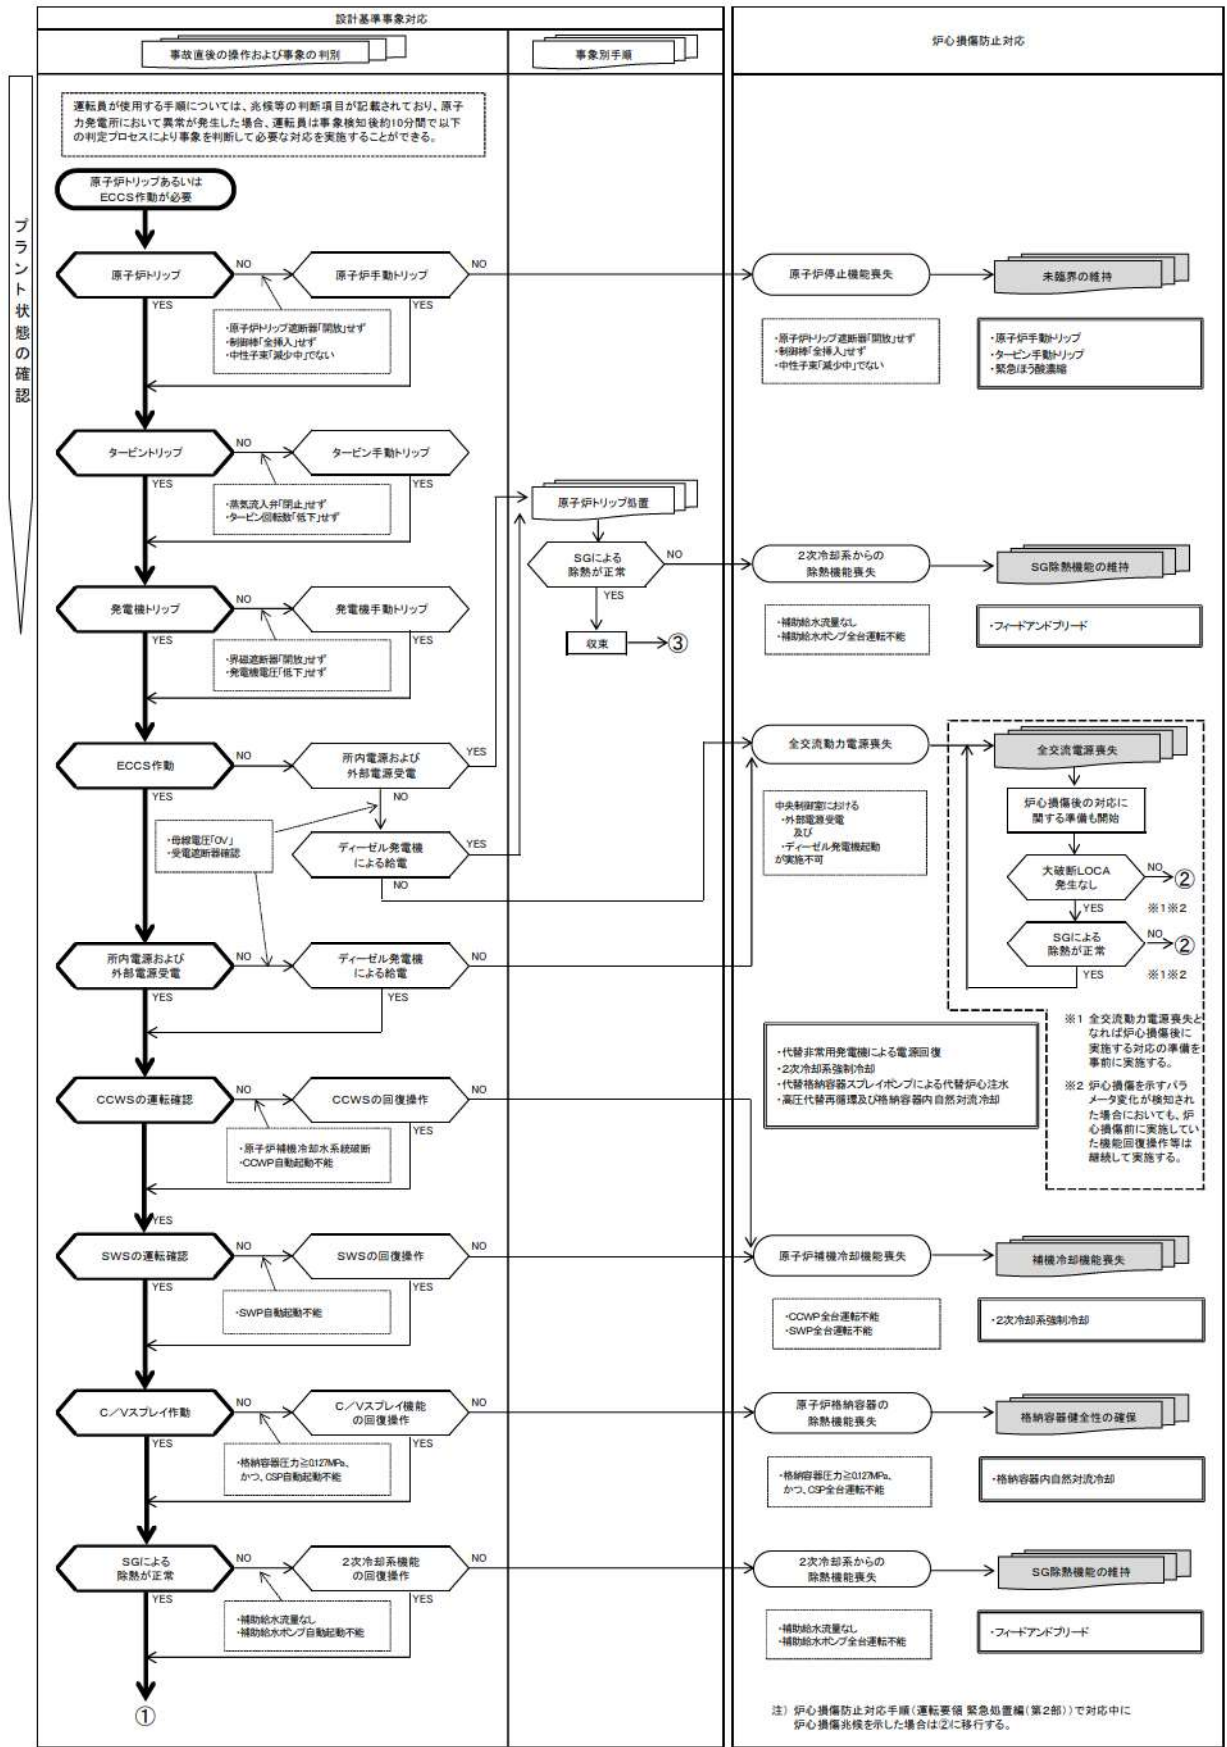 設計基準事象対応
事故直後の操作および事象の判別
事象別手順
炉心損傷防止対応
プラント状態の確認
運転員が使用する手順については、兆候等の判断項目が記載されており、原子
力発電所において異常が発生した場合、運転員は事象検知後約10分間で以下
の判定プロセスにより事象を判断して必要な対応を実施することができる。
原子炉トリップあるいは
ECCS作動が必要
原子炉トリップ
NO
原子炉手動トリップ
NO
原子炉停止機能喪失
未臨界の維持
YES
YES
・原子炉トリップ遮断器「開放」せず
・制御棒「全挿入」せず
・中性子束「減少中」でない
・原子炉トリップ遮断器「開放」せず
・制御棒「全挿入」せず
・中性子束「減少中」でない
・原子炉手動トリップ
・タービン手動トリップ
・緊急ほう酸濃縮
タービントリップ
NO
タービン手動トリップ
YES
YES
・蒸気流入弁「閉止」せず
・タービン回転数「低下」せず
原子炉トリップ処置
SGによる
除熱が正常
NO
YES
収束
③
2次冷却系からの
除熱機能喪失
SG除熱機能の維持
・補助給水流量なし
・補助給水ポンプ全台運転不能
・フィードアンドブリード
発電機トリップ
NO
発電機手動トリップ
YES
YES
・界磁遮断器「開放」せず
・発電機電圧「低下」せず
ECCS作動
NO
所内電源および
外部電源受電
YES
YES
NO
・母線電圧「0V」
・受電遮断器確認
ディーゼル発電機
による給電
YES
NO
全交流動力電源喪失
全交流電源喪失
中央制御室における
・外部電源受電
及び
・ディーゼル発電機起動
が実施不可
炉心損傷後の対応に
関する準備も開始
大破断LOCA
発生なし
NO
②
YES
※1※2
SGによる
除熱が正常
NO
②
YES
※1※2
所内電源および
外部電源受電
NO
ディーゼル発電機
による給電
NO
YES
YES
※1 全交流動力電源喪失と
なれば炉心損傷後に
実施する対応の準備を
事前に実施する。
※2 炉心損傷を示すパラ
メータ変化が検知され
た場合においても、炉
心損傷前に実施してい
た機能回復操作等は
継続して実施する。
・代替非常用発電機による電源回復
・2次冷却系強制冷却
・代替格納容器スプレイポンプによる代替炉心注水
・高圧代替再循環及び格納容器内自然対流冷却
CCWSの運転確認
NO
CCWSの回復操作
NO
YES
・原子炉補機冷却水系統破断
・CCWP自動起動不能
YES
SWSの運転確認
NO
SWSの回復操作
NO
原子炉補機冷却機能喪失
補機冷却機能喪失
YES
YES
・SWP自動起動不能
・CCWP全台運転不能
・SWP全台運転不能
・2次冷却系強制冷却
C/Vスプレイ作動
NO
C/Vスプレイ機能
の回復操作
NO
原子炉格納容器の
除熱機能喪失
格納容器健全性の確保
YES
YES
・格納容器圧力≧0.127MPa、
かつ、CSP自動起動不能
・格納容器圧力≧0.127MPa、
かつ、CSP全台運転不能
・格納容器内自然対流冷却
SGによる
除熱が正常
NO
2次冷却系機能
の回復操作
NO
2次冷却系からの
除熱機能喪失
SG除熱機能の維持
YES
YES
・補助給水流量なし
・補助給水ポンプ自動起動不能
・補助給水流量なし
・補助給水ポンプ全台運転不能
・フィードアンドブリード
①
注) 炉心損傷防止対応手順(運転要領 緊急処置編(第2部))で対応中に
炉心損傷兆候を示した場合は②に移行する。